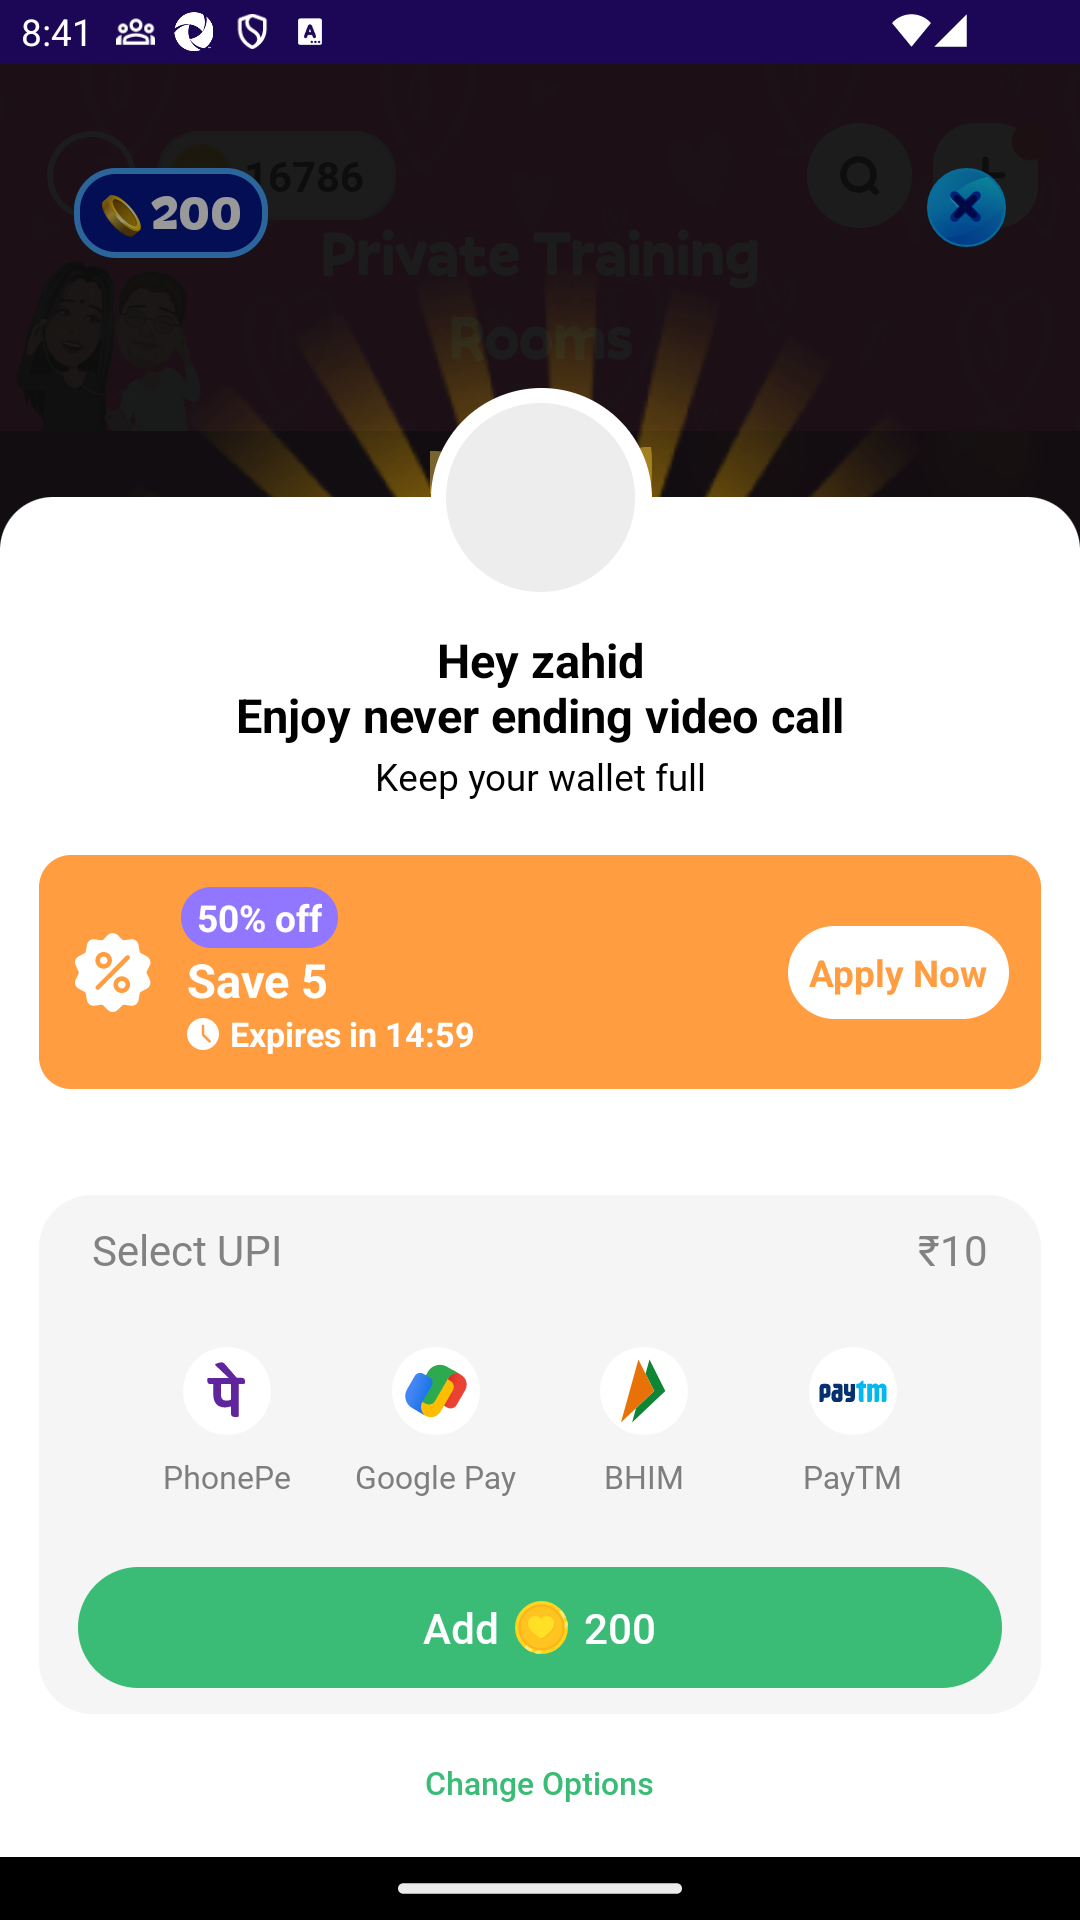 8:41
16786
200
Private Training
Rooms
Hey zahid
Enjoy never ending video call
Keep your wallet full
50% off
Save 5
Expires in 14:59
Apply Now
Select UPI
₹10
पे
paytm
PhonePe
Google Pay
BHIM
PayTM
Add 200
Change Options